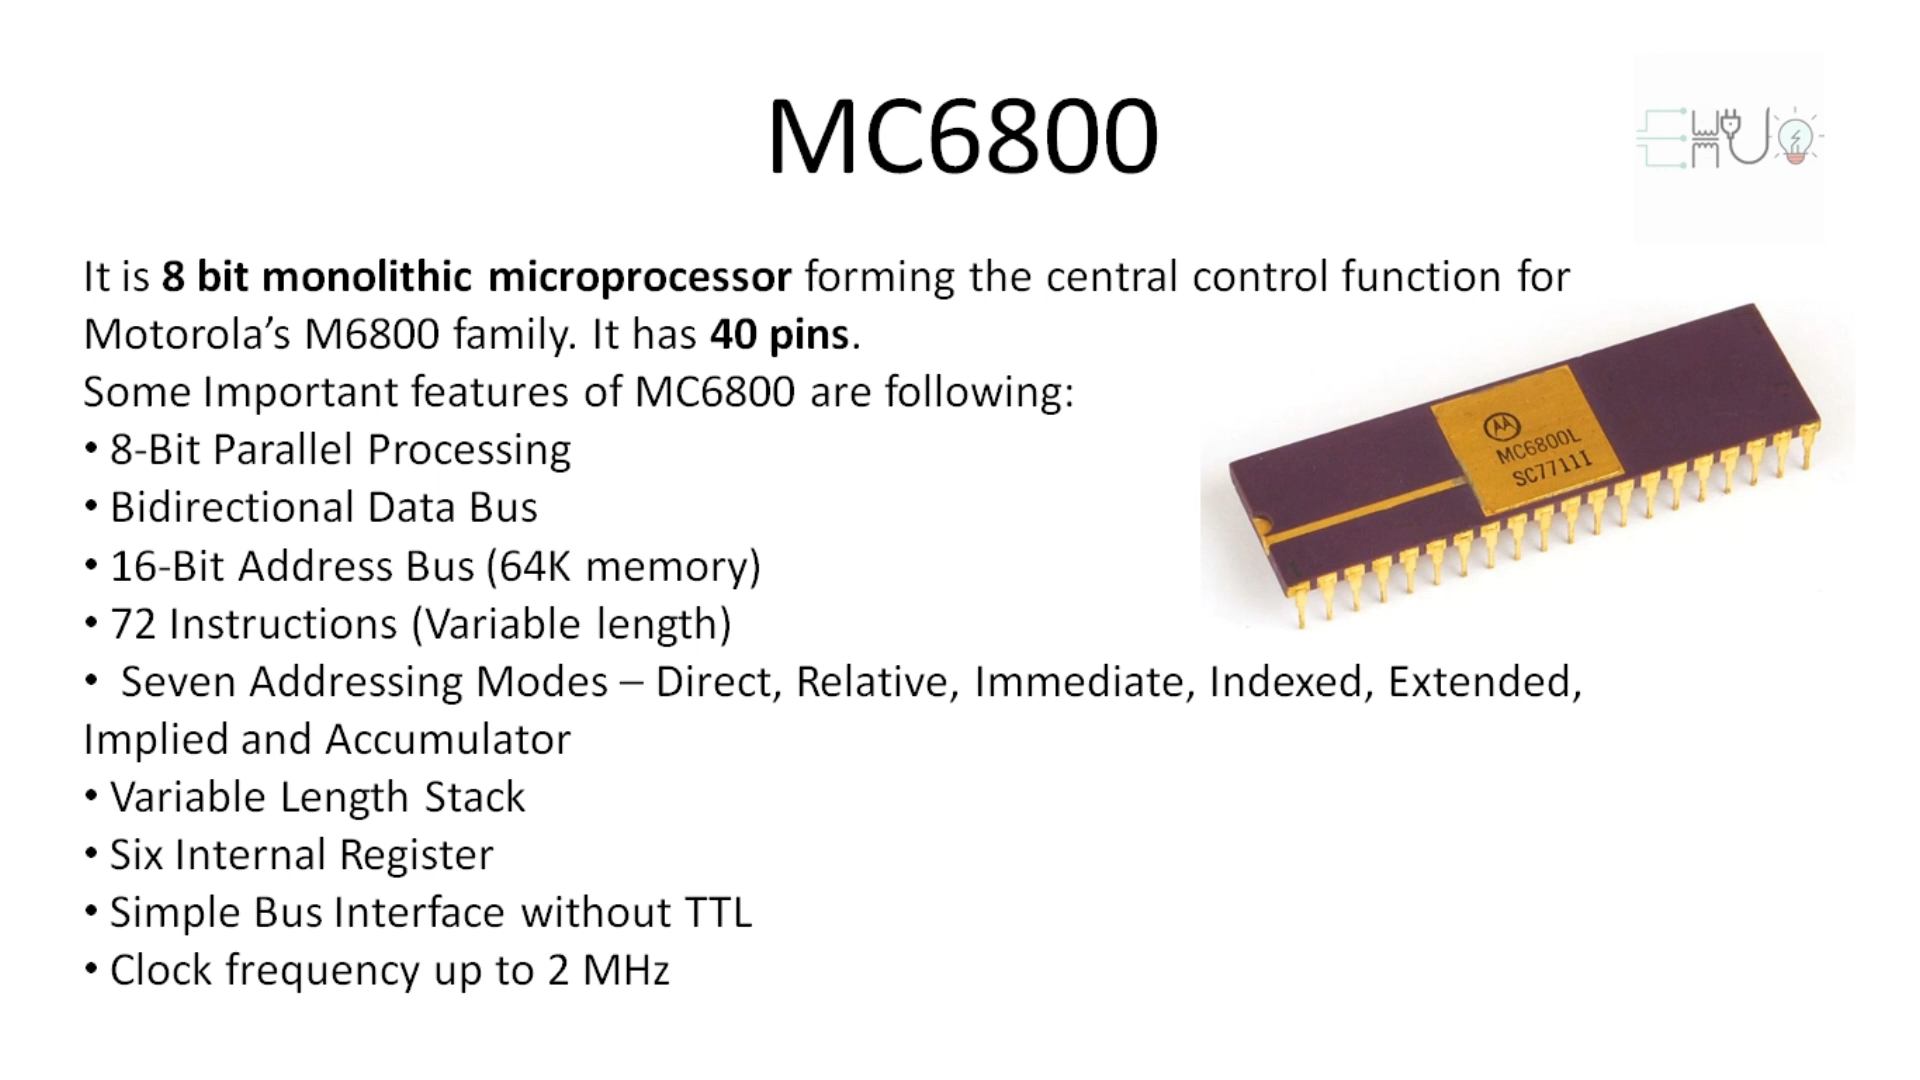 MC6800
It is 8 bit monolithic microprocessor forming the central control function for
Motorola’s M6800 family. It has 40 pins.
Some Important features of MC6800 are following:
• 8-Bit Parallel Processing
• Bidirectional Data Bus
• 16-Bit Address Bus (64K memory)
• 72 Instructions (Variable length)
• Seven Addressing Modes – Direct, Relative, Immediate, Indexed, Extended,
Implied and Accumulator
• Variable Length Stack
• Six Internal Register
• Simple Bus Interface without TTL
• Clock frequency up to 2 MHz
MC6800L
SC77111